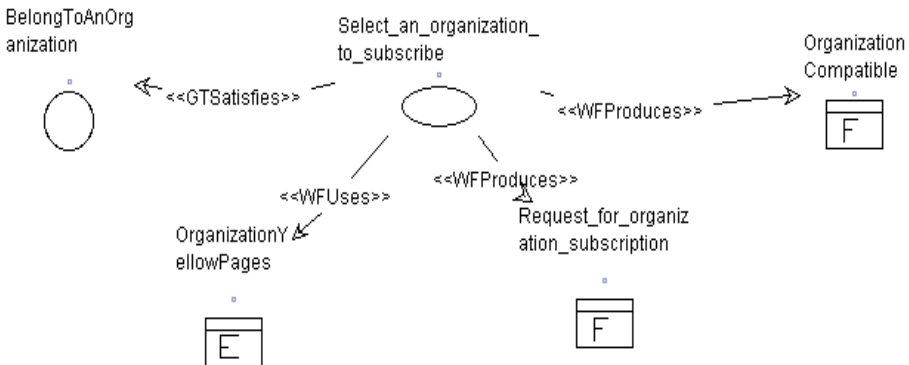 BelongToAnOrg
anization
Select_an_organization_
to_subscribe
Organization
Compatible
<<GTSatisfies>>
<<WFProduces>>
F
<<WFUses>>
<<WFProduces>>
OrganizationY
ellowPages
Request_for_organiz
ation_subscription
E
F